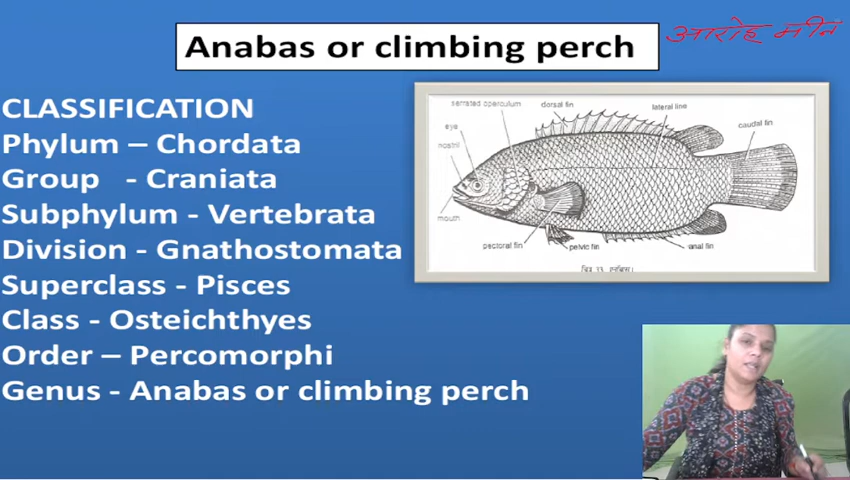 Anabas or climbing perch
आरोह मीन
CLASSIFICATION
Phylum – Chordata
Group - Craniata
Subphylum - Vertebrata
Division - Gnathostomata
Superclass - Pisces
Class - Osteichthyes
Order – Percomorphi
Genus - Anabas or climbing perch
serrated operculum
dorsal fin
lateral line
caudal fin
eye
nostril
mouth
pectoral fin
pelvic fin
anal fin
चित्र 13